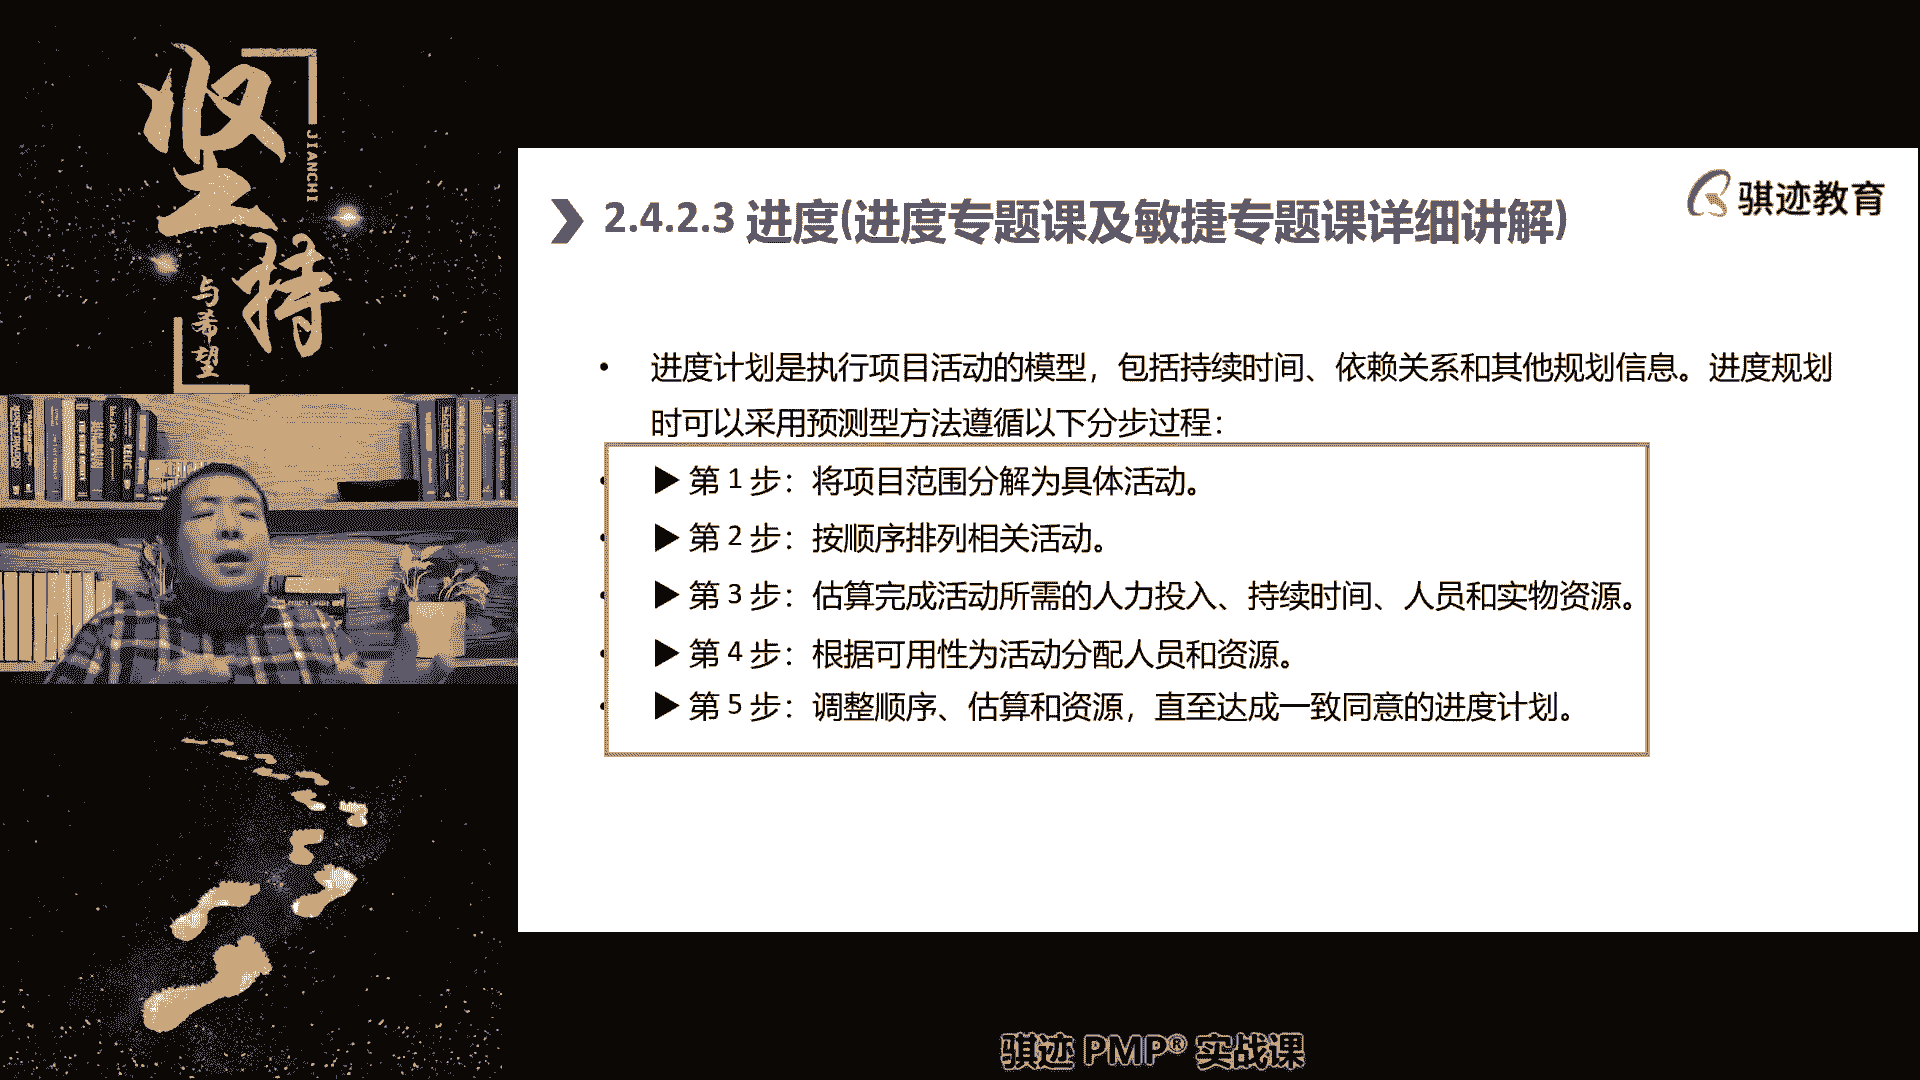 坚持
JIANCHI
与希望
骐迹教育
2.4.2.3 进度(进度专题课及敏捷专题课详细讲解)
• 进度计划是执行项目活动的模型，包括持续时间、依赖关系和其他规划信息。进度规划
时可以采用预测型方法遵循以下分步过程：
▶ 第 1 步：将项目范围分解为具体活动。
▶ 第 2 步：按顺序排列相关活动。
▶ 第 3 步：估算完成活动所需的人力投入、持续时间、人员和实物资源。
▶ 第 4 步：根据可用性为活动分配人员和资源。
▶ 第 5 步：调整顺序、估算和资源，直至达成一致同意的进度计划。
骐迹 PMP® 实战课